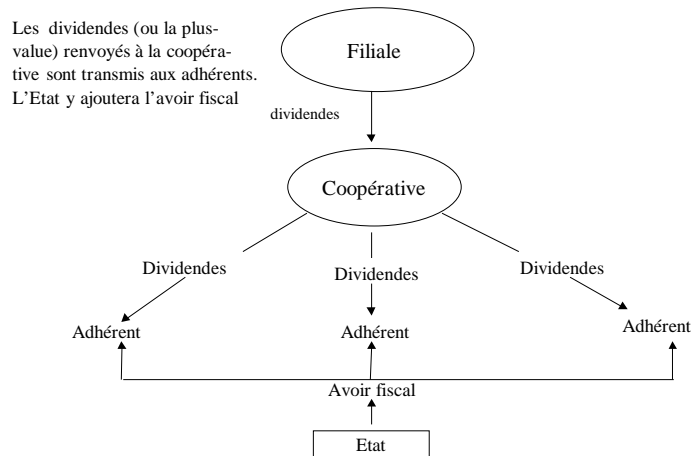 Les dividendes (ou la plus-
value) renvoyés à la coopéra-
tive sont transmis aux adhérents.
L'Etat y ajoutera l'avoir fiscal
Filiale
dividendes
Coopérative
Dividendes
Dividendes
Dividendes
Adhérent
Adhérent
Adhérent
Avoir fiscal
Etat